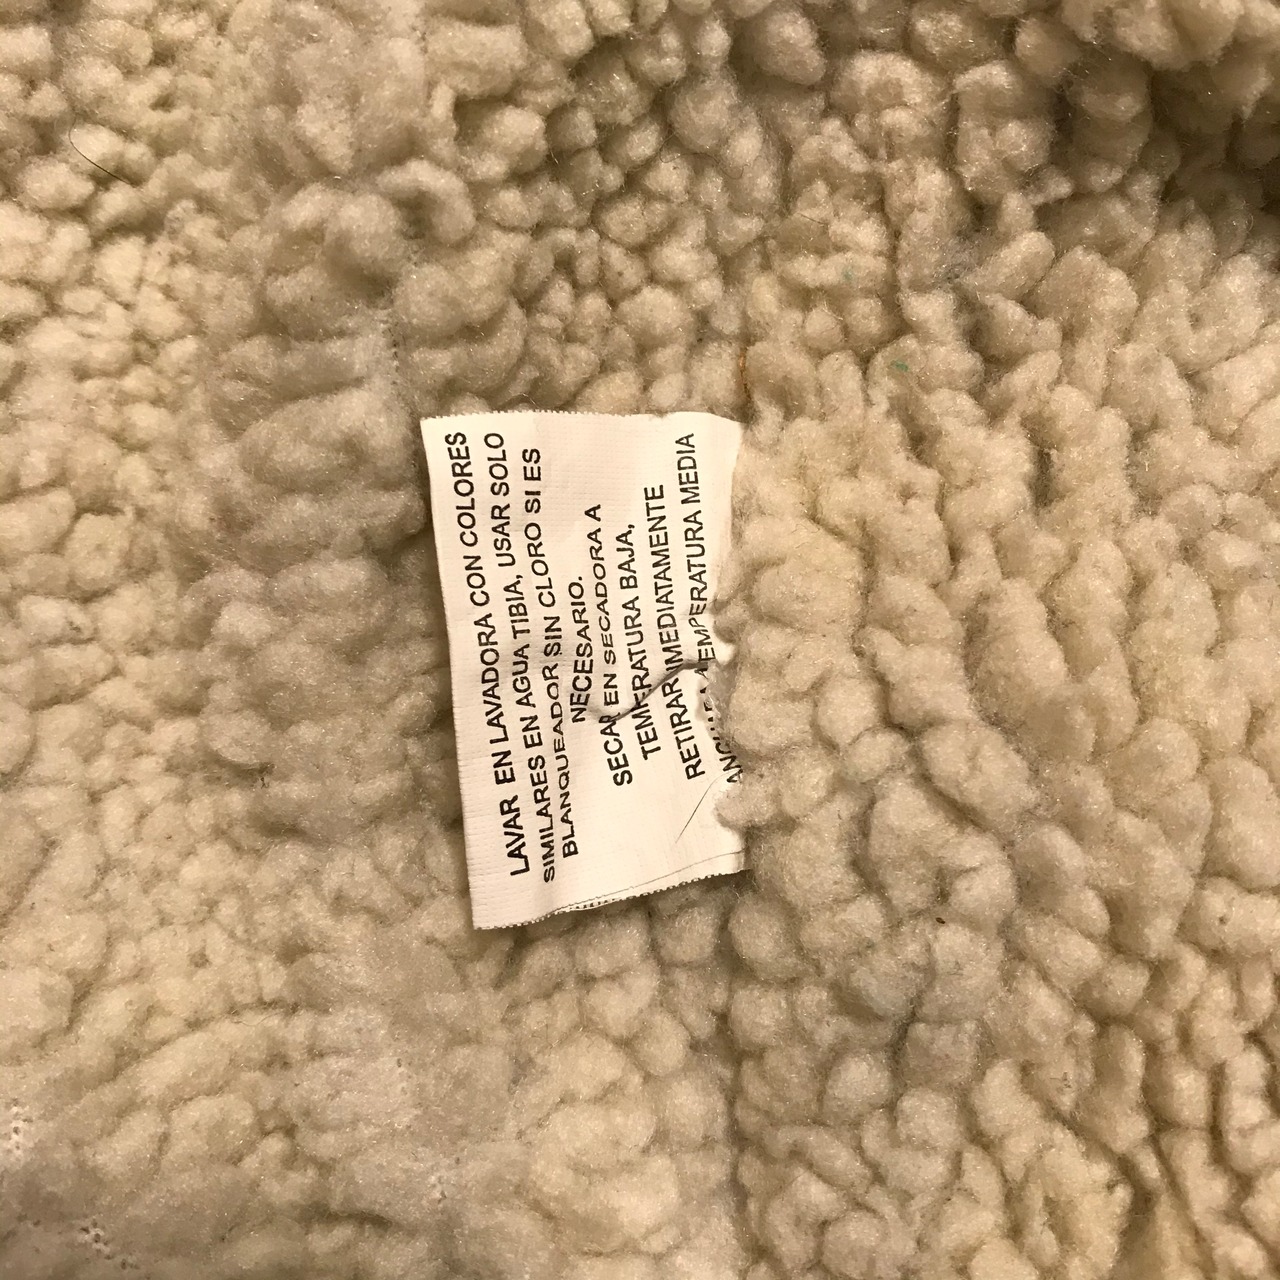 LAVAR EN LAVADORA CON COLORES
SIMILARES EN AGUA TIBIA, USAR SOLO
BLANQUEADOR SIN CLORO SI ES
NECESARIO.
SECAR EN SECADORA A
TEMPERATURA BAJA,
RETIRAR INMEDIATAMENTE
TEMPERATURA MEDIA